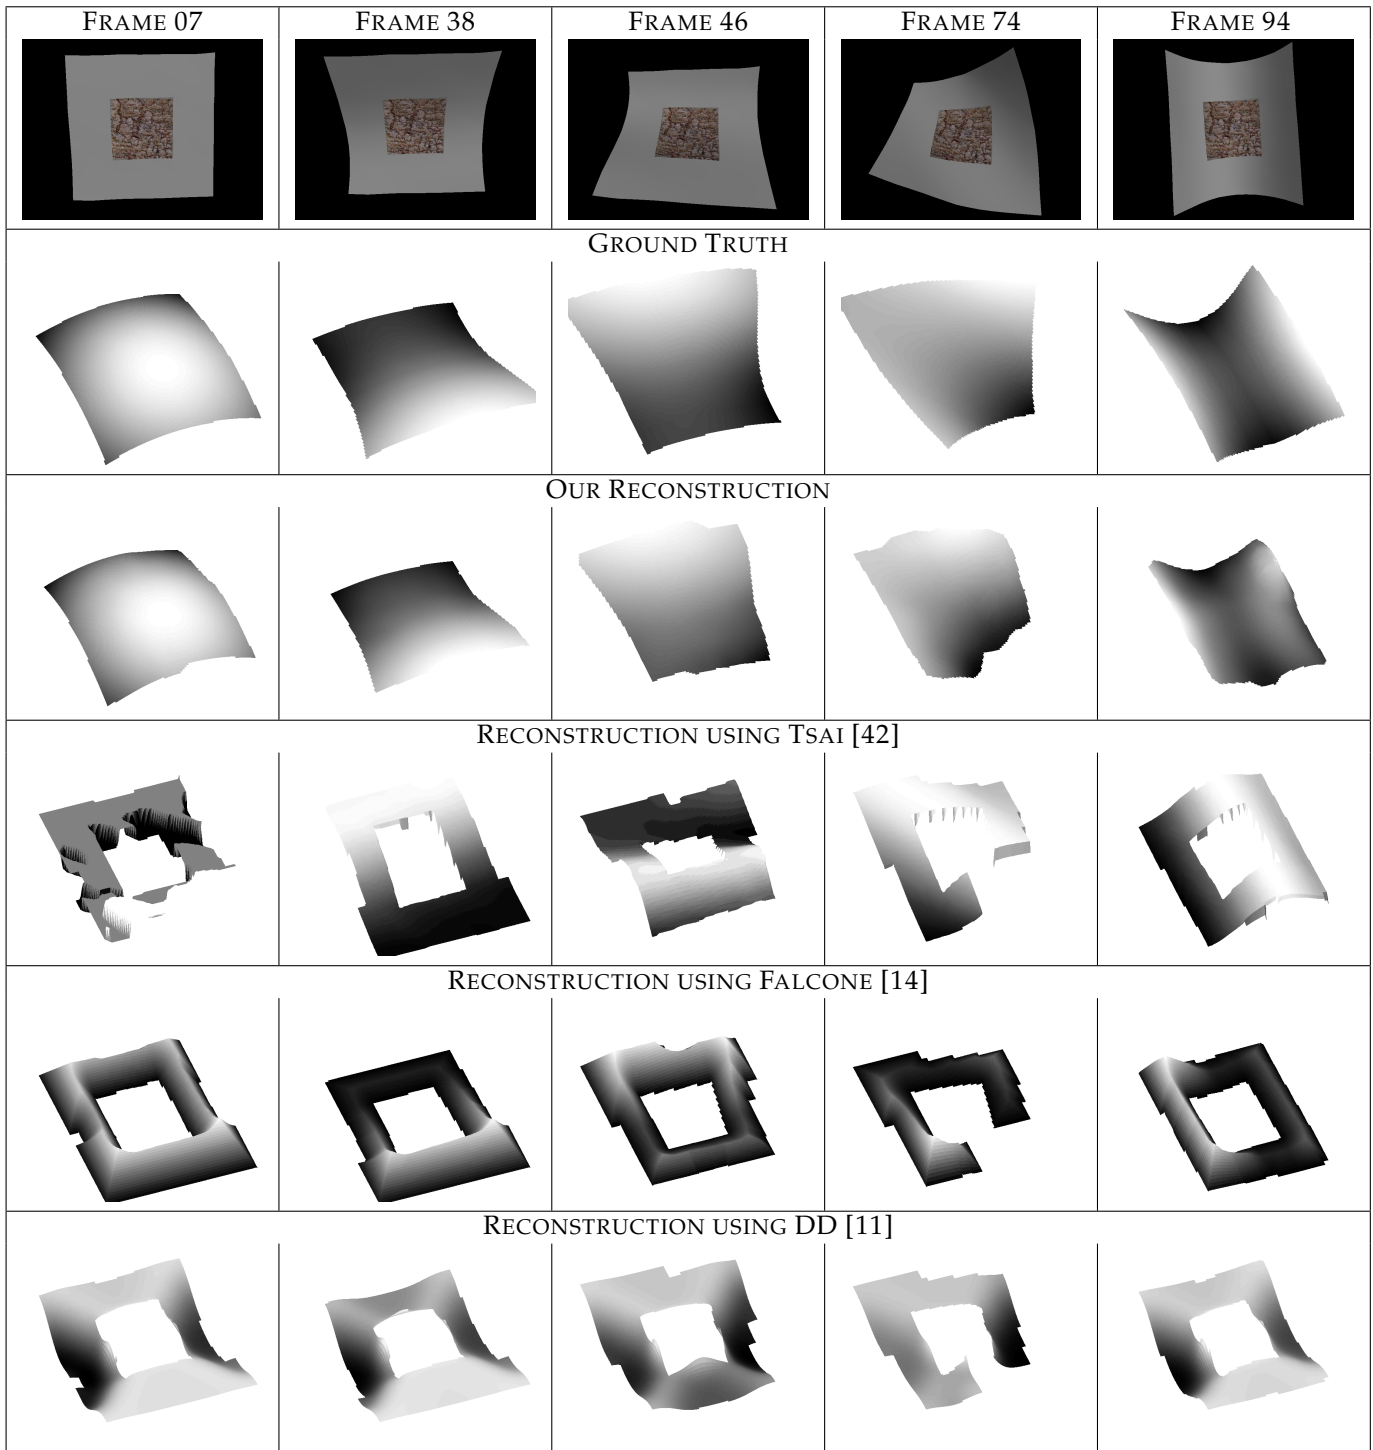 FRAME 07 FRAME 38 FRAME 46 FRAME 74 FRAME 94
GROUND TRUTH
OUR RECONSTRUCTION
RECONSTRUCTION USING TSAI [42]
RECONSTRUCTION USING FALCONE [14]
RECONSTRUCTION USING DD [11]